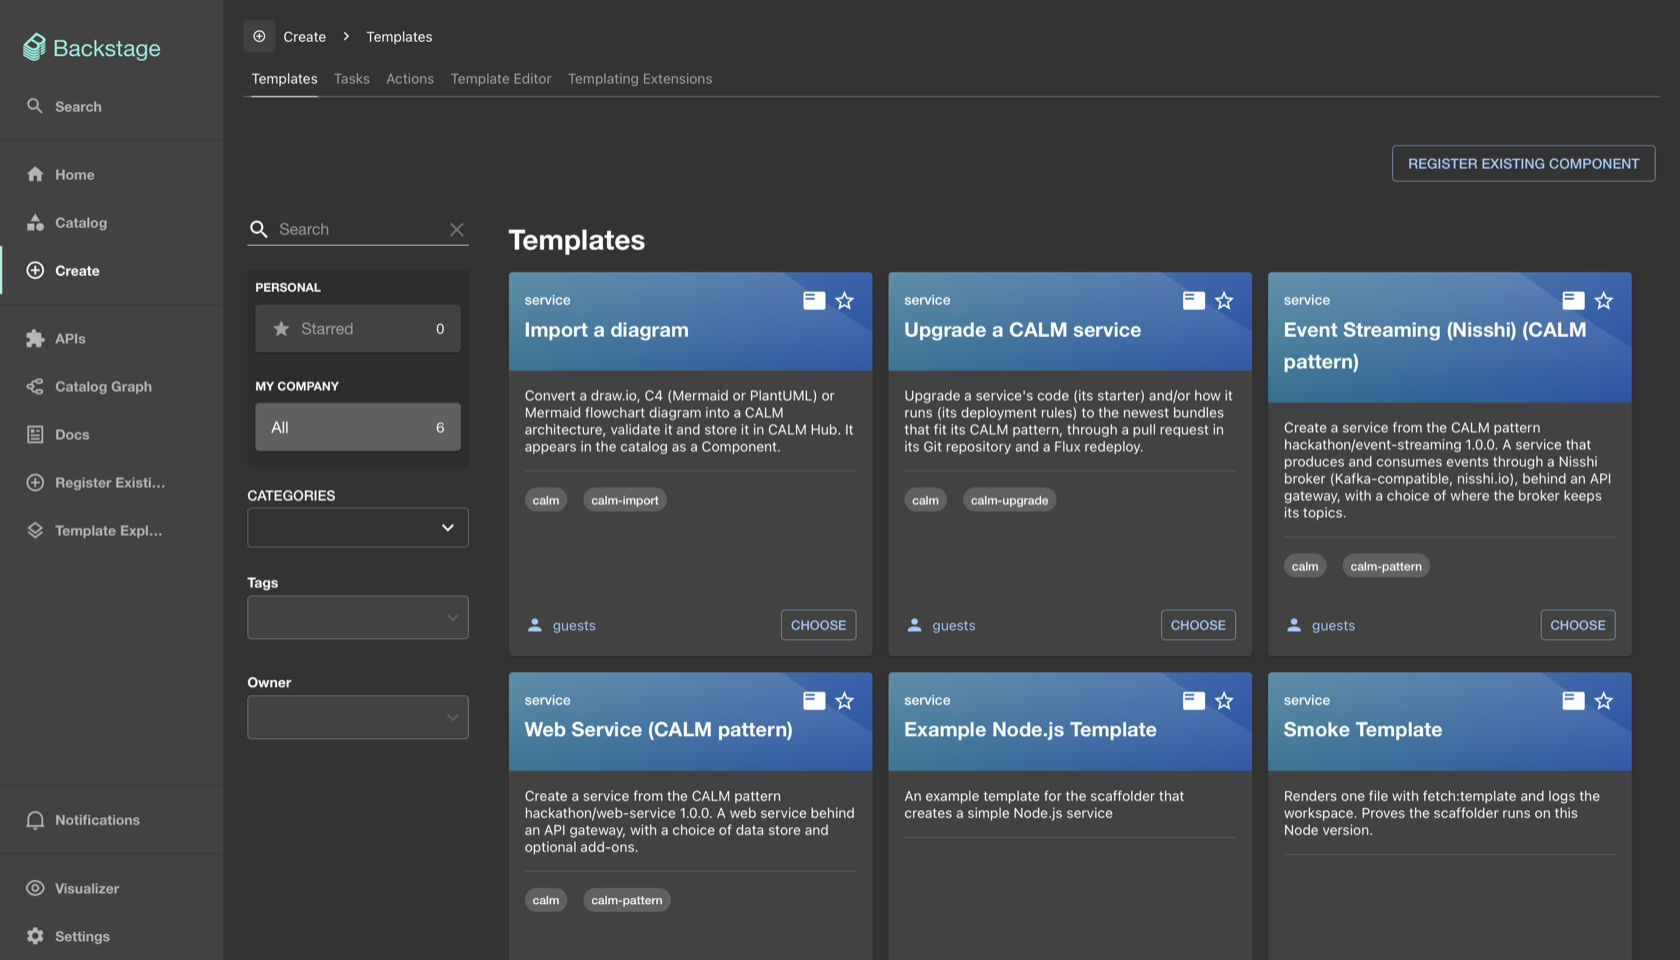 Backstage
Search
Home
Catalog
Create
APIs
Catalog Graph
Docs
Register Existi...
Template Expl...
Notifications
Visualizer
Settings
Create > Templates
Templates Tasks Actions Template Editor Templating Extensions
REGISTER EXISTING COMPONENT
Search
PERSONAL
Starred 0
MY COMPANY
All 6
CATEGORIES
Tags
Owner
Templates
service
Import a diagram
Convert a draw.io, C4 (Mermaid or PlantUML) or
Mermaid flowchart diagram into a CALM
architecture, validate it and store it in CALM Hub. It
appears in the catalog as a Component.
calm calm-import
guests CHOOSE
service
Upgrade a CALM service
Upgrade a service's code (its starter) and/or how it
runs (its deployment rules) to the newest bundles
that fit its CALM pattern, through a pull request in
its Git repository and a Flux redeploy.
calm calm-upgrade
guests CHOOSE
service
Event Streaming (Nisshi) (CALM
pattern)
Create a service from the CALM pattern
hackathon/event-streaming 1.0.0. A service that
produces and consumes events through a Nisshi
broker (Kafka-compatible, nisshi.io), behind an API
gateway, with a choice of where the broker keeps
its topics.
calm calm-pattern
guests CHOOSE
service
Web Service (CALM pattern)
Create a service from the CALM pattern
hackathon/web-service 1.0.0. A web service behind
an API gateway, with a choice of data store and
optional add-ons.
calm calm-pattern
service
Example Node.js Template
An example template for the scaffolder that
creates a simple Node.js service
service
Smoke Template
Renders one file with fetch:template and logs the
workspace. Proves the scaffolder runs on this
Node version.